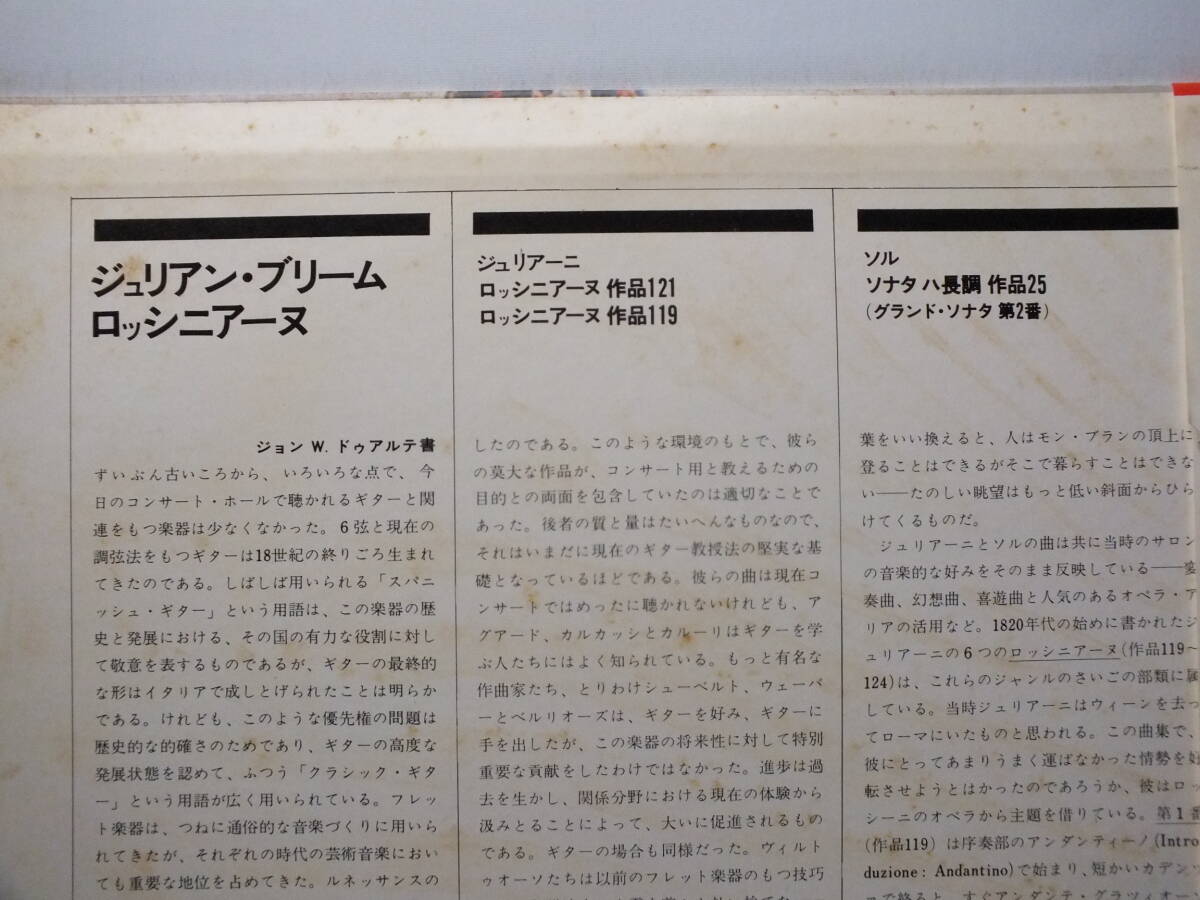 ジュリアン・ブリーム
ロッシニアーヌ
ジョン W. ドゥアルテ書
ずいぶん古いころから、いろいろな点で、今
日のコンサート・ホールで聴かれるギターと関
連をもつ楽器は少なくなかった。6弦と現在の
調弦法をもつギターは18世紀の終りごろ生まれ
てきたのである。しばしば用いられる「スパニ
ッシュ・ギター」という用語は、この楽器の歴
史と発展における、その国の有力な役割に対し
て敬意を表するものであるが、ギターの最終的
な形はイタリアで成しとげられたことは明らか
である。けれども、このような優先権の問題は
歴史的な的確さのためであり、ギターの高度な
発展状態を認めて、ふつう「クラシック・ギタ
ー」という用語が広く用いられている。フレッ
ト楽器は、つねに通俗的な音楽づくりに用いら
れてきたが、それぞれの時代の芸術音楽におい
ても重要な地位を占めてきた。ルネッサンスの
ジュリアーニ
ロッシニアーヌ 作品121
ロッシニアーヌ 作品119
したのである。このような環境のもとで、彼ら
の莫大な作品が、コンサート用と教えるための
目的との両面を包含していたのは適切なことで
あった。後者の質と量はたいへんなものなので、
それはいまだに現在のギター教授法の堅実な基
礎となっているほどである。彼らの曲は現在コ
ンサートではめったに聴かれないけれども、ア
グアード、カルカッシとカルーリはギターを学
ぶ人たちにはよく知られている。もっと有名な
作曲家たち、とりわけシューベルト、ウェーバ
ーとベルリオーズは、ギターを好み、ギターに
手を出したが、この楽器の将来性に対して特別
重要な貢献をしたわけではなかった。進歩は過
去を生かし、関係分野における現在の体験から
汲みとることによって、大いに促進されるもの
である。ギターの場合も同様だった。ヴィルト
ゥオーソたちは以前のフレット楽器のもつ技巧
ソル
ソナタ ハ長調 作品25
(グランド・ソナタ 第2番)
葉をいい換えると、人はモン・ブランの頂上に
登ることはできるがそこで暮らすことはできな
い――たのしい眺望はもっと低い斜面からひら
けてくるものだ。
ジュリアーニとソルの曲は共に当時のサロン
の音楽的な好みをそのまま反映している――変
奏曲、幻想曲、喜遊曲と人気のあるオペラ・ア
リアの活用など。1820年代の始めに書かれたジ
ュリアーニの6つのロッシニアーヌ(作品119～
124)は、これらのジャンルのさいごの部類に属
している。当時ジュリアーニはウィーンを去っ
てローマにいたものと思われる。この曲集で、
彼にとってあまりうまく運ばなかった情勢を好
転させようとはかったのであろうか、彼はロッ
シーニのオペラから主題を借りている。第1番
(作品119) は序奏部のアンダンティーノ(Intro
duzione: Andantino)で始まり、短かいカデン